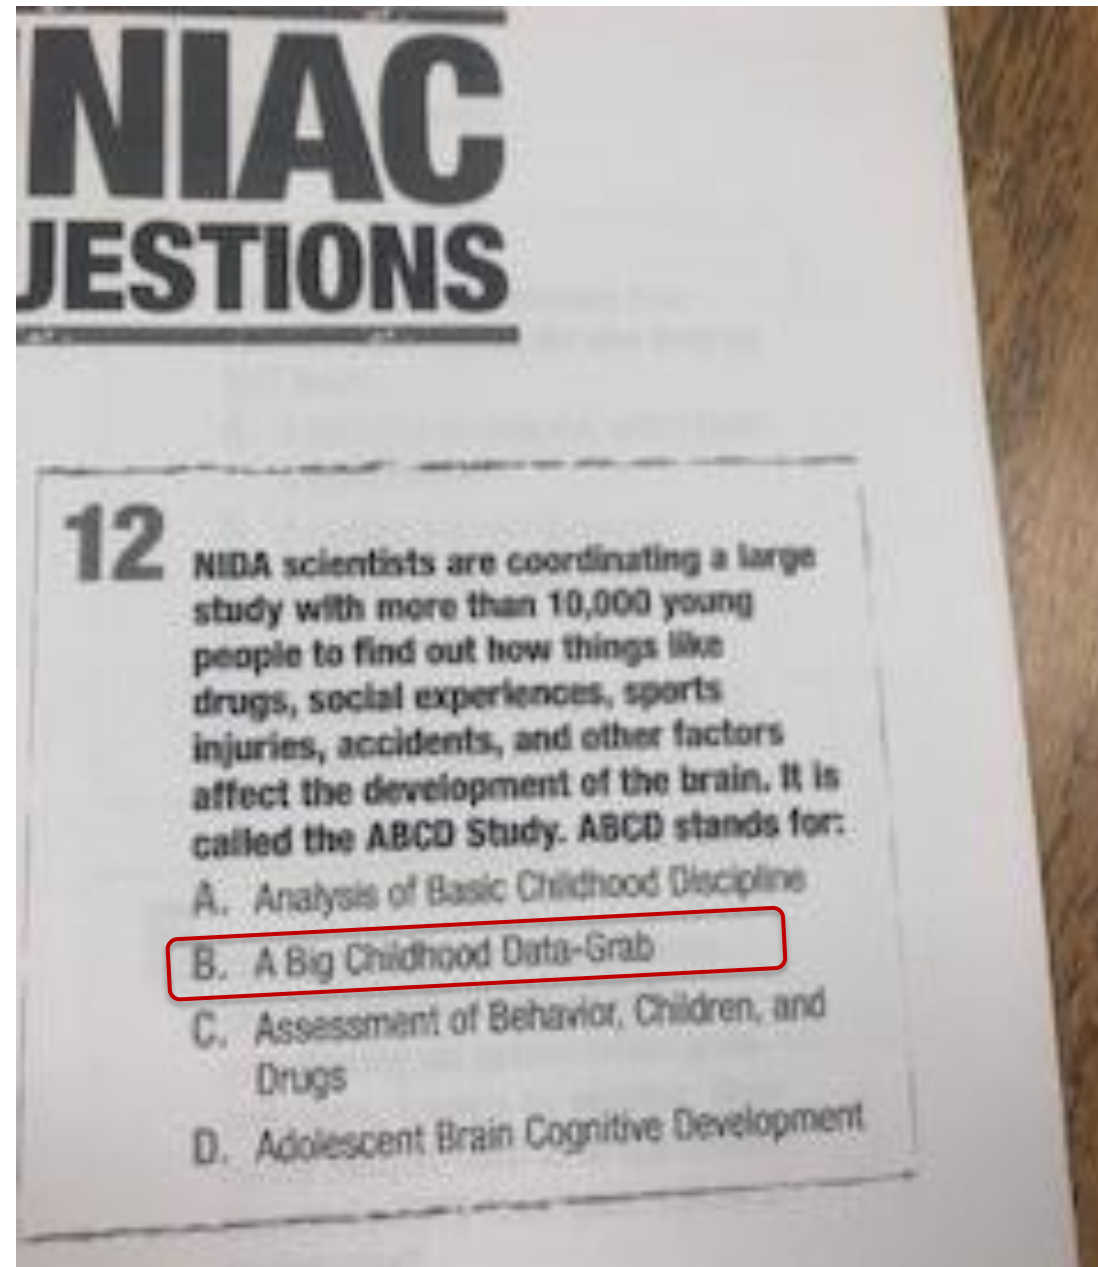 NIAC
UESTIONS
12
NIDA scientists are coordinating a large
study with more than 10,000 young
people to find out how things like
drugs, social experiences, sports
injuries, accidents, and other factors
affect the development of the brain. It is
called the ABCD Study. ABCD stands for:
A. Analysis of Basic Childhood Discipline
B. A Big Childhood Data-Grab
C. Assessment of Behavior, Children, and
Drugs
D. Adolescent Brain Cognitive Development